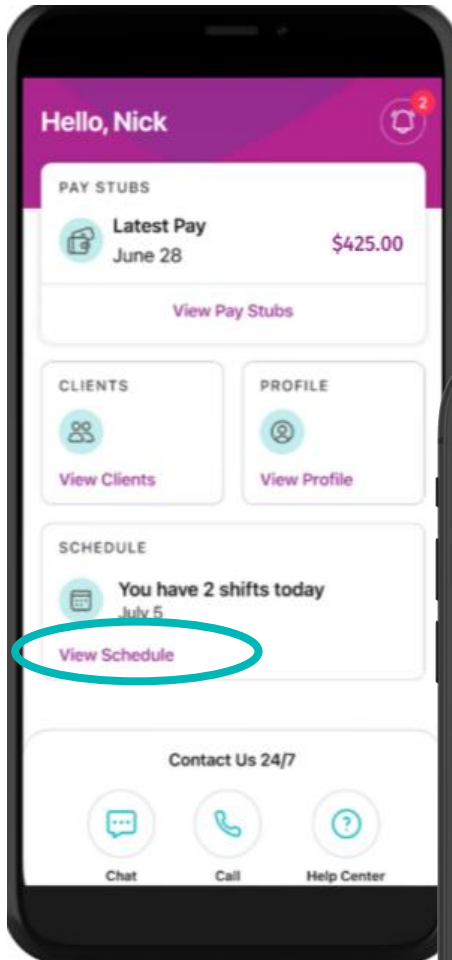 Hello, Nick
2
PAY STUBS
Latest Pay
June 28
$425.00
View Pay Stubs
CLIENTS
View Clients
PROFILE
View Profile
SCHEDULE
You have 2 shifts today
July 5
View Schedule
Contact Us 24/7
Chat
Call
Help Center